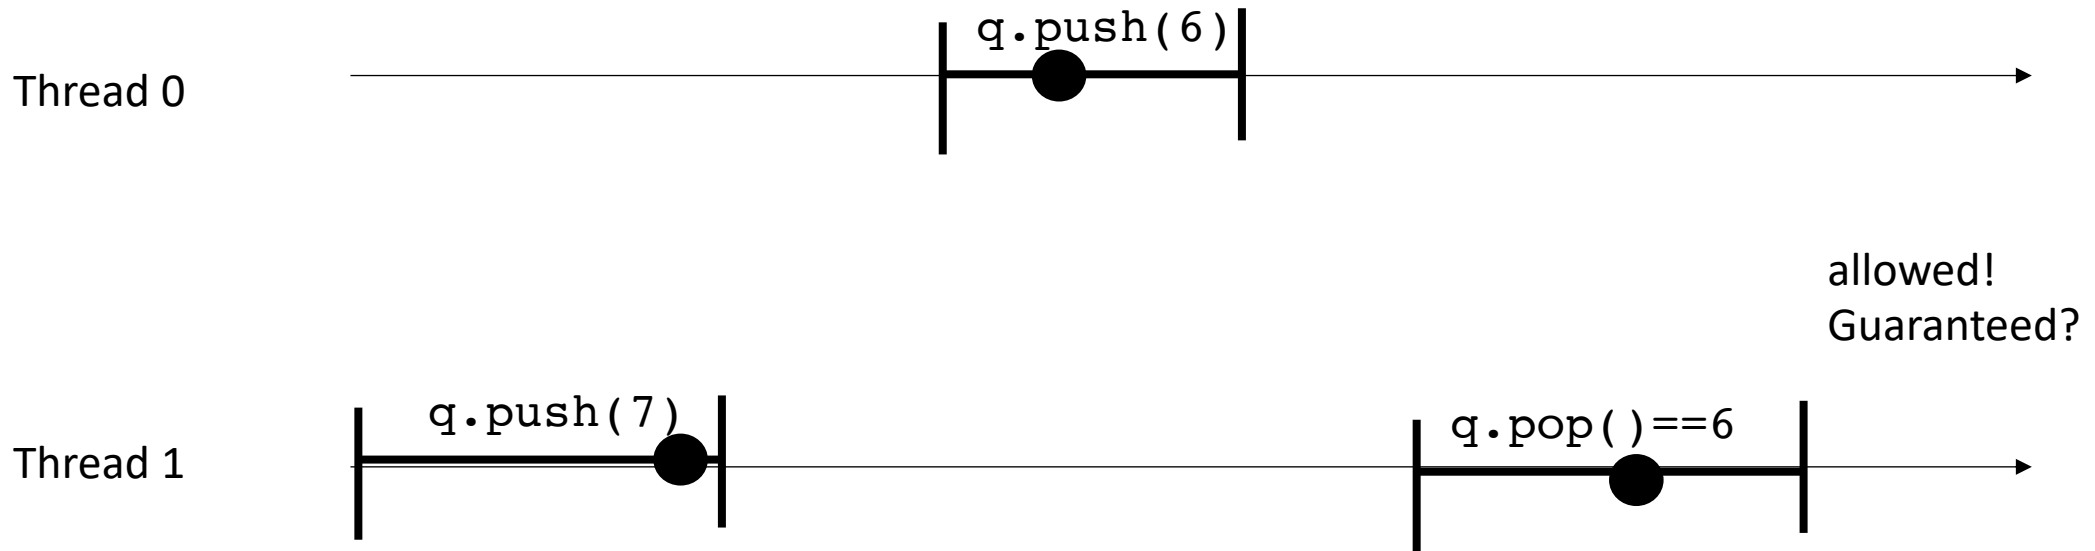 q.push(6)
Thread 0
allowed!
Guaranteed?
q.push(7)
q.pop()==6
Thread 1